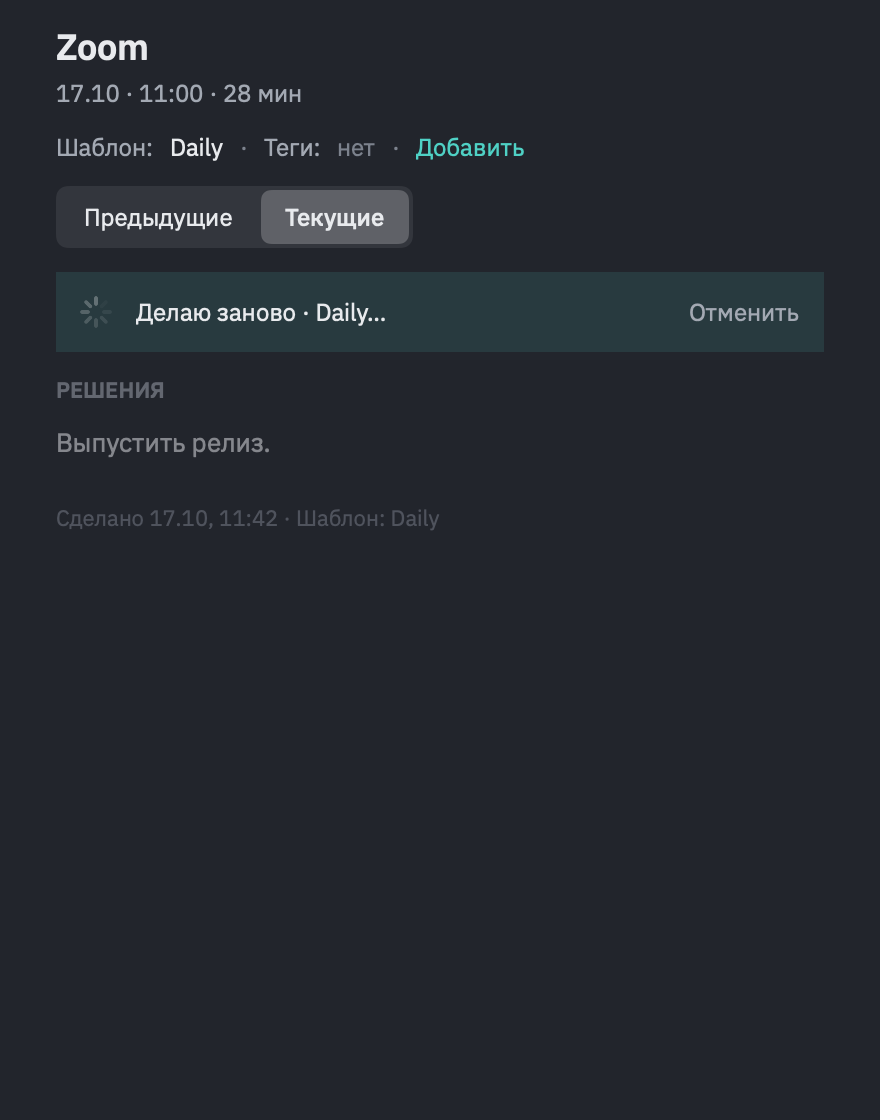 Zoom
17.10 · 11:00 · 28 мин
Шаблон: Daily · Теги: нет · Добавить
Предыдущие Текущие
Делаю заново · Daily... Отменить
РЕШЕНИЯ
Выпустить релиз.
Сделано 17.10, 11:42 · Шаблон: Daily